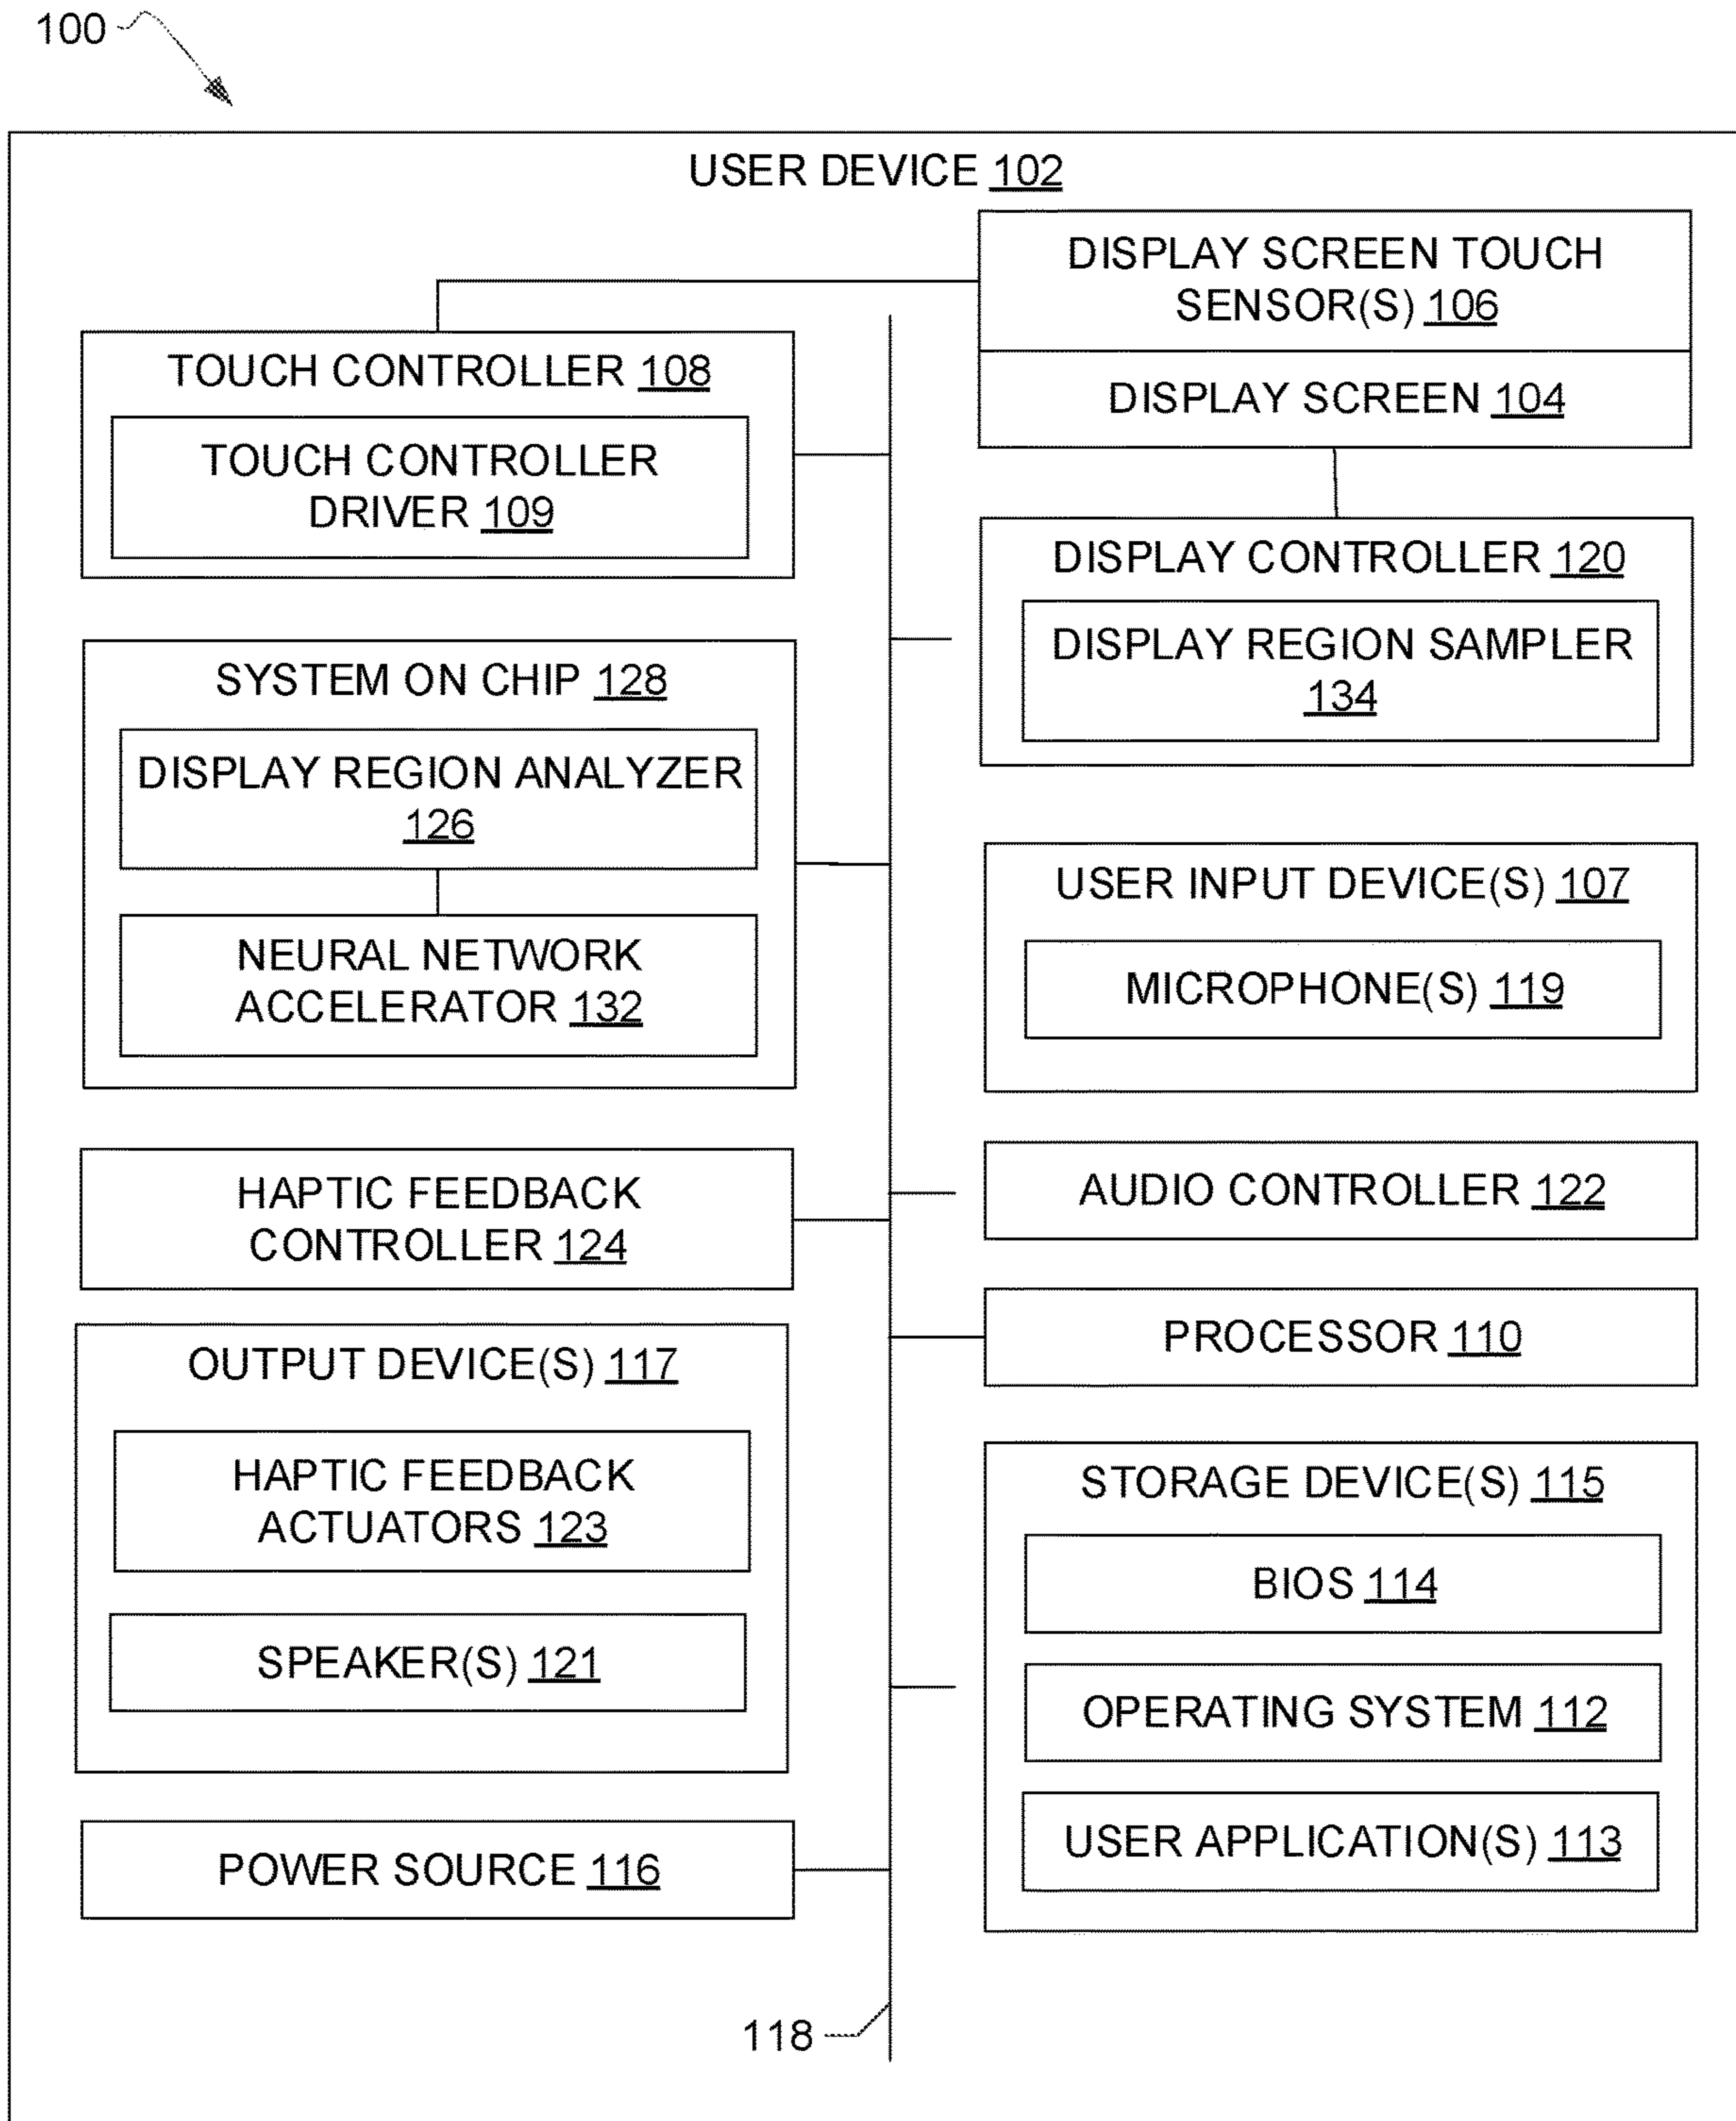 100
USER DEVICE 102
DISPLAY SCREEN TOUCH
SENSOR(S) 106
DISPLAY SCREEN 104
TOUCH CONTROLLER 108
TOUCH CONTROLLER
DRIVER 109
DISPLAY CONTROLLER 120
DISPLAY REGION SAMPLER
134
SYSTEM ON CHIP 128
DISPLAY REGION ANALYZER
126
NEURAL NETWORK
ACCELERATOR 132
USER INPUT DEVICE(S) 107
MICROPHONE(S) 119
HAPTIC FEEDBACK
CONTROLLER 124
AUDIO CONTROLLER 122
PROCESSOR 110
OUTPUT DEVICE(S) 117
HAPTIC FEEDBACK
ACTUATORS 123
SPEAKER(S) 121
STORAGE DEVICE(S) 115
BIOS 114
OPERATING SYSTEM 112
USER APPLICATION(S) 113
POWER SOURCE 116
118